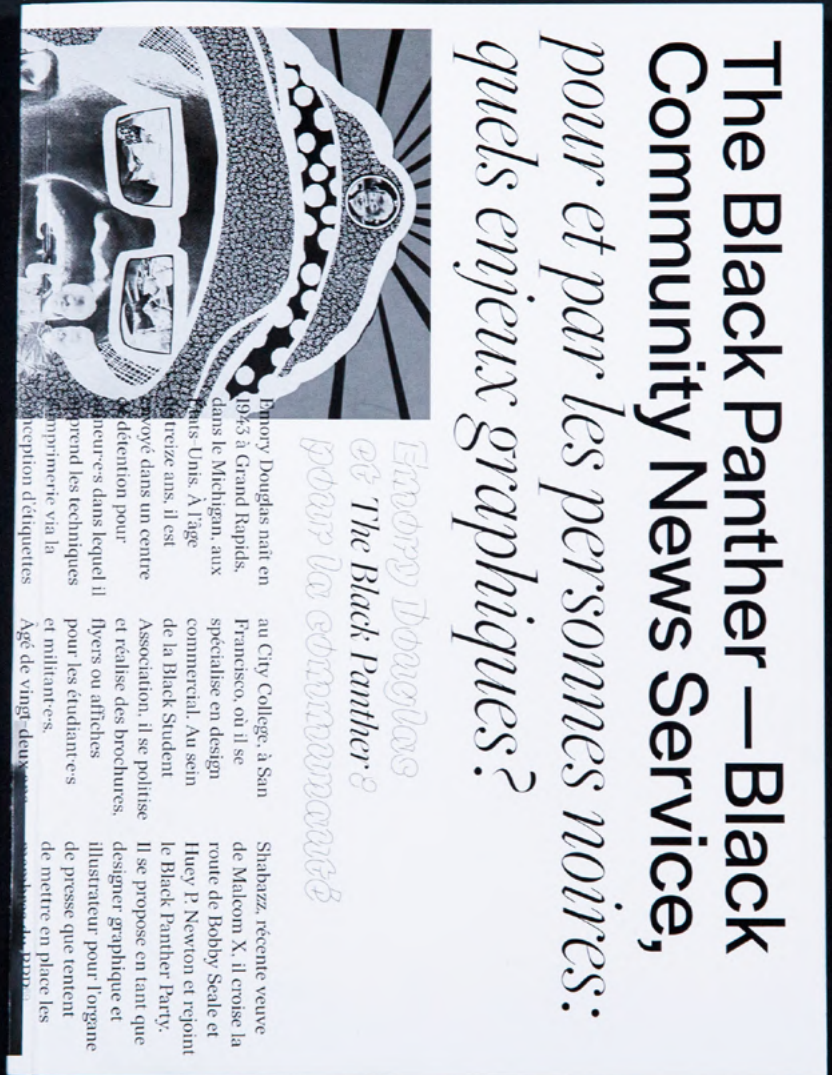 The Black Panther — Black
Community News Service,
pour et par les personnes noires:
quels enjeux graphiques?
Emory Douglas
et The Black Panther:
pour la communauté
Emory Douglas naît en
1943 à Grand Rapids,
dans le Michigan, aux
États-Unis. À l'âge
de treize ans, il est
envoyé dans un centre
de détention pour
mineur·e·s dans lequel il
apprend les techniques
imprimerie via la
conception d'étiquettes
au City College, à San
Francisco, où il se
spécialise en design
commercial. Au sein
de la Black Student
Association, il se politise
et réalise des brochures,
flyers ou affiches
pour les étudiant·e·s
et militant·e·s.
Âgé de vingt-deux
Shabazz, récente veuve
de Malcom X, il croise la
route de Bobby Seale et
Huey P. Newton et rejoint
le Black Panther Party.
Il se propose en tant que
designer graphique et
illustrateur pour l'organe
de presse que tentent
de mettre en place les
membres du BPP